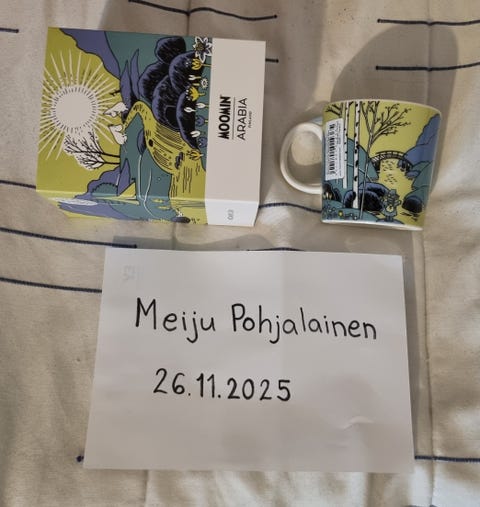 MOOMIN
ARABIA
Meiju Pohjalainen
26.11.2025